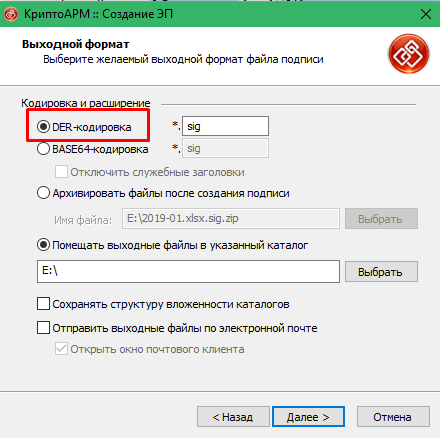 КриптоАРМ :: Создание ЭП
Выходной формат
Выберите желаемый выходной формат файла подписи
Кодировка и расширение
DER-кодировка *. sig
BASE64-кодировка *. sig
Отключить служебные заголовки
Архивировать файлы после создания подписи
Имя файла: E:\2019-01.xlsx.sig.zip Выбрать
Помещать выходные файлы в указанный каталог
E:\ Выбрать
Сохранять структуру вложенности каталогов
Отправить выходные файлы по электронной почте
Открыть окно почтового клиента
< Назад Далее > Отмена